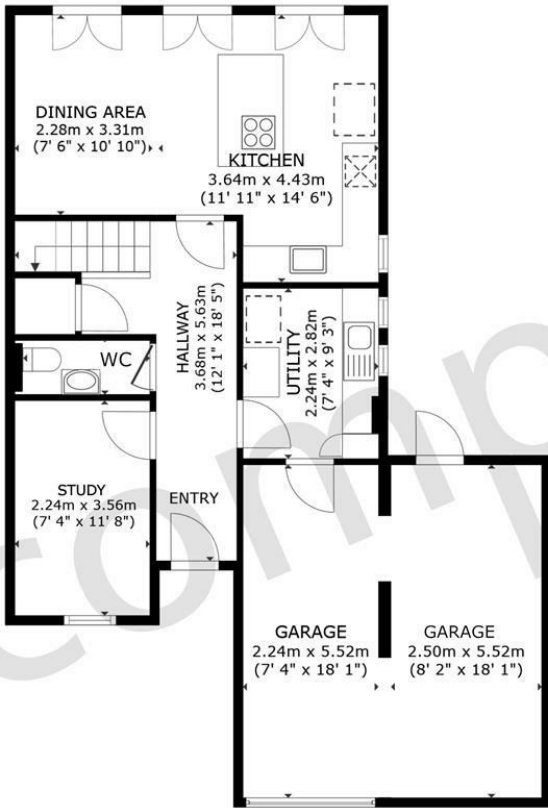 DINING AREA
2.28m x 3.31m
(7' 6" x 10' 10")
KITCHEN
3.64m x 4.43m
(11' 11" x 14' 6")
HALLWAY
3.68m x 5.63m
(12' 1" x 18' 5")
UTILITY
2.24m x 2.82m
(7' 4" x 9' 3")
WC
STUDY
2.24m x 3.56m
(7' 4" x 11' 8")
ENTRY
GARAGE
2.24m x 5.52m
(7' 4" x 18' 1")
GARAGE
2.50m x 5.52m
(8' 2" x 18' 1")
comp